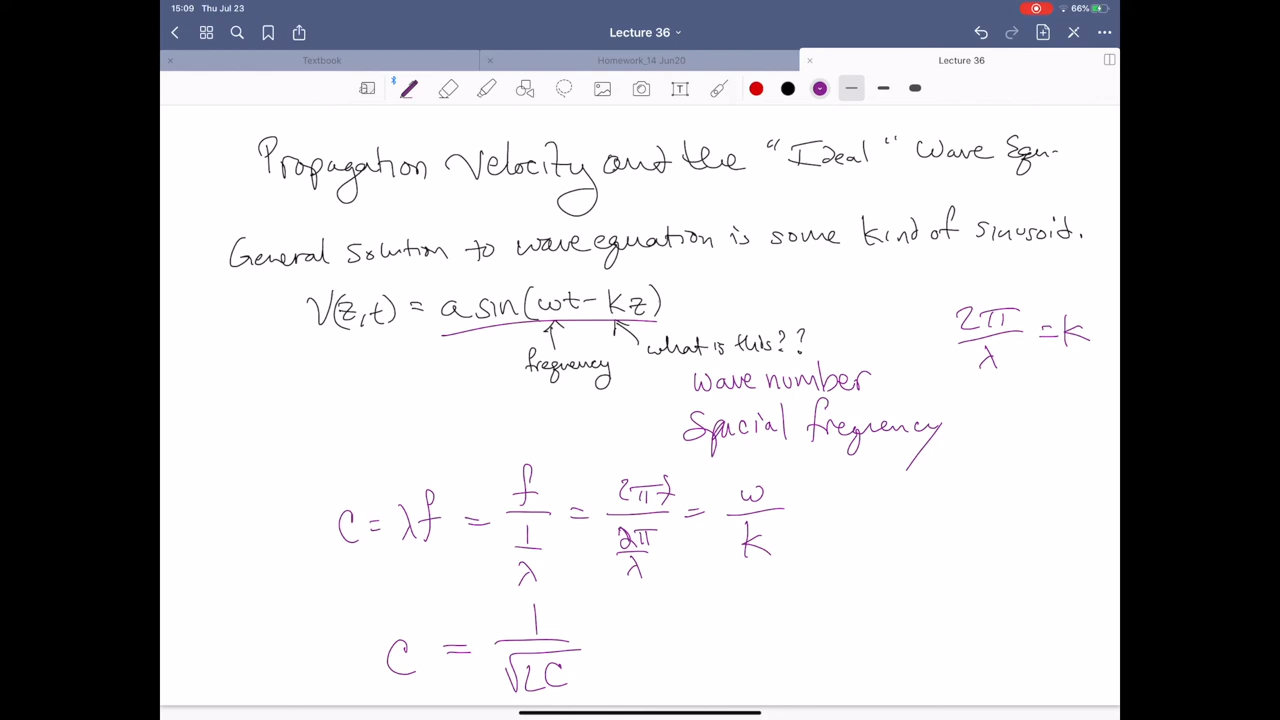 15:09 Thu Jul 23 66%
Lecture 36
Textbook Homework_14 Jun20 Lecture 36
Propagation Velocity and the "Ideal" Wave Equ-
General Solution to wave equation is some kind of sinusoid.
V(z,t) = a sin(ωt - kz)
2π/λ = k
frequency what is this??
wave number
Spacial frequency
C = λf = f/(1/λ) = 2πf/(2π/λ) = ω/k
C = 1/√LC